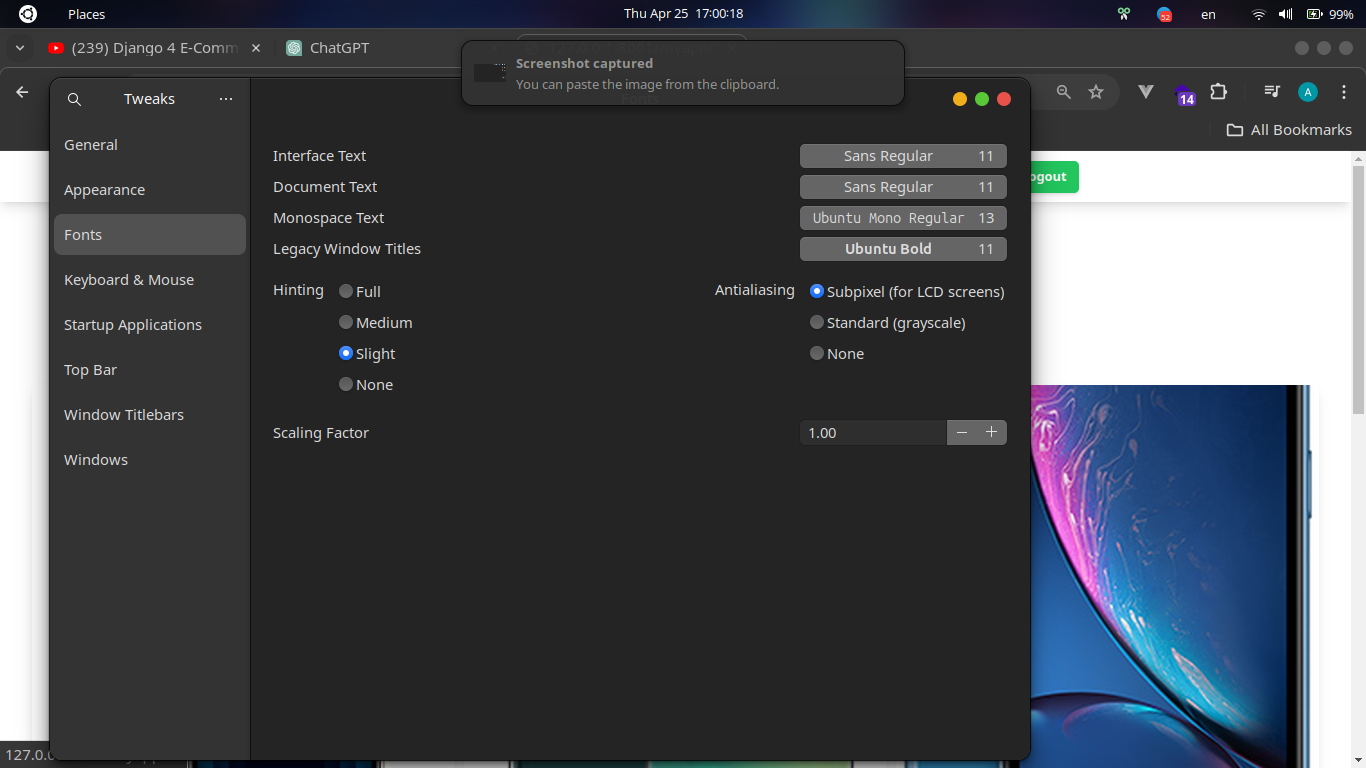 Places
Thu Apr 25 17:00:18
52
en
99%
(239) Django 4 E-Comm
ChatGPT
Screenshot captured
You can paste the image from the clipboard.
Tweaks
14
A
All Bookmarks
General
Appearance
Fonts
Keyboard & Mouse
Startup Applications
Top Bar
Window Titlebars
Windows
Interface Text
Sans Regular 11
Document Text
Sans Regular 11
Monospace Text
Ubuntu Mono Regular 13
Legacy Window Titles
Ubuntu Bold 11
Hinting
Full
Medium
Slight
None
Antialiasing
Subpixel (for LCD screens)
Standard (grayscale)
None
Scaling Factor
1.00
ogout
127.0.0